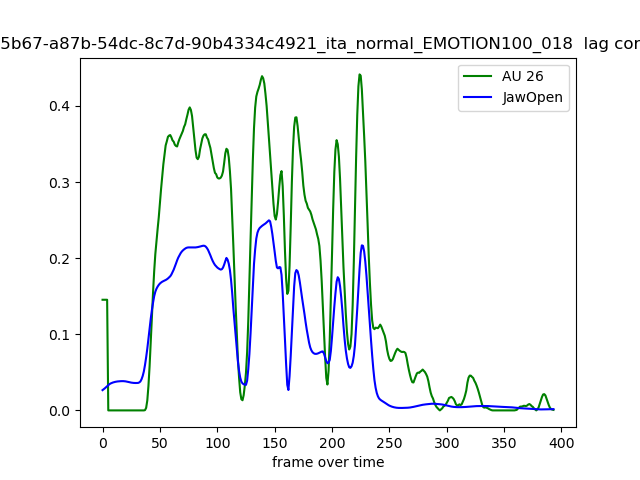 5b67-a87b-54dc-8c7d-90b4334c4921_ita_normal_EMOTION100_018 lag cor
AU 26
JawOpen
0.4
0.3
0.2
0.1
0.0
0 50 100 150 200 250 300 350 400
frame over time